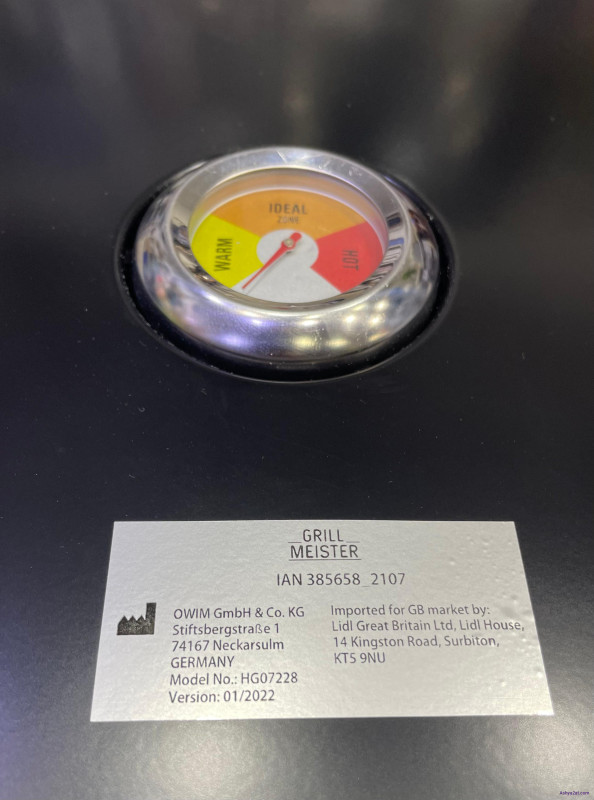 IDEAL
ZONE
WARM
HOT
GRILL
MEISTER
IAN 385658_2107
OWIM GmbH & Co. KG
Stiftsbergstraße 1
74167 Neckarsulm
GERMANY
Model No.: HG07228
Version: 01/2022
Imported for GB market by:
Lidl Great Britain Ltd, Lidl House,
14 Kingston Road, Surbiton,
KT5 9NU